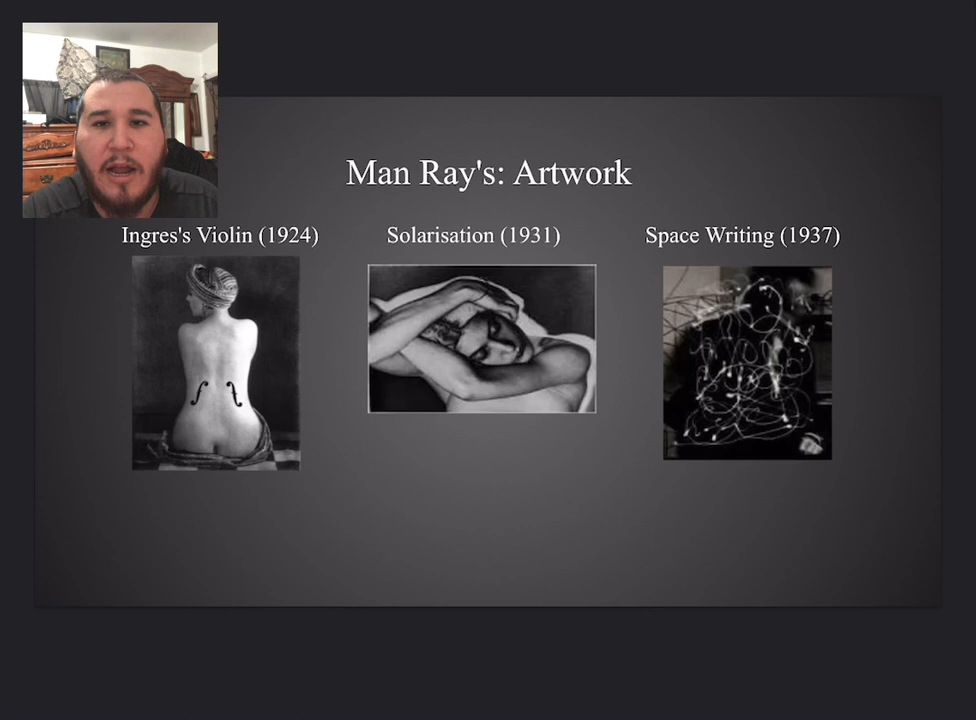 Man Ray's: Artwork
Ingres's Violin (1924)
Solarisation (1931)
Space Writing (1937)